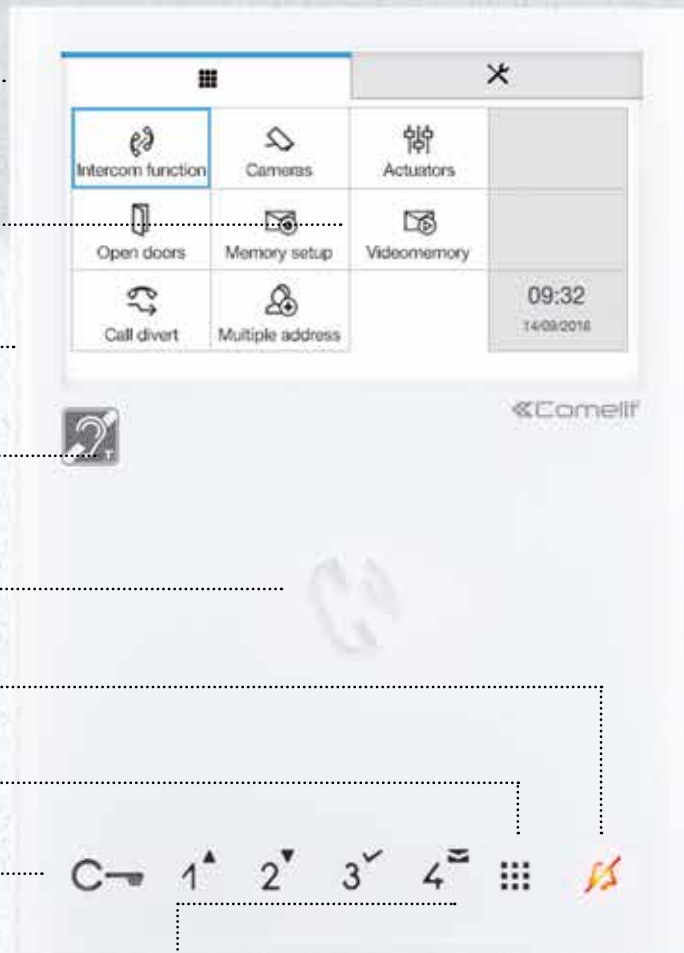 Intercom function
Cameras
Actuators
Open doors
Memory setup
Videomemory
Call divert
Multiple address
09:32
14/09/2016
Comelit
T
1 2 3 4